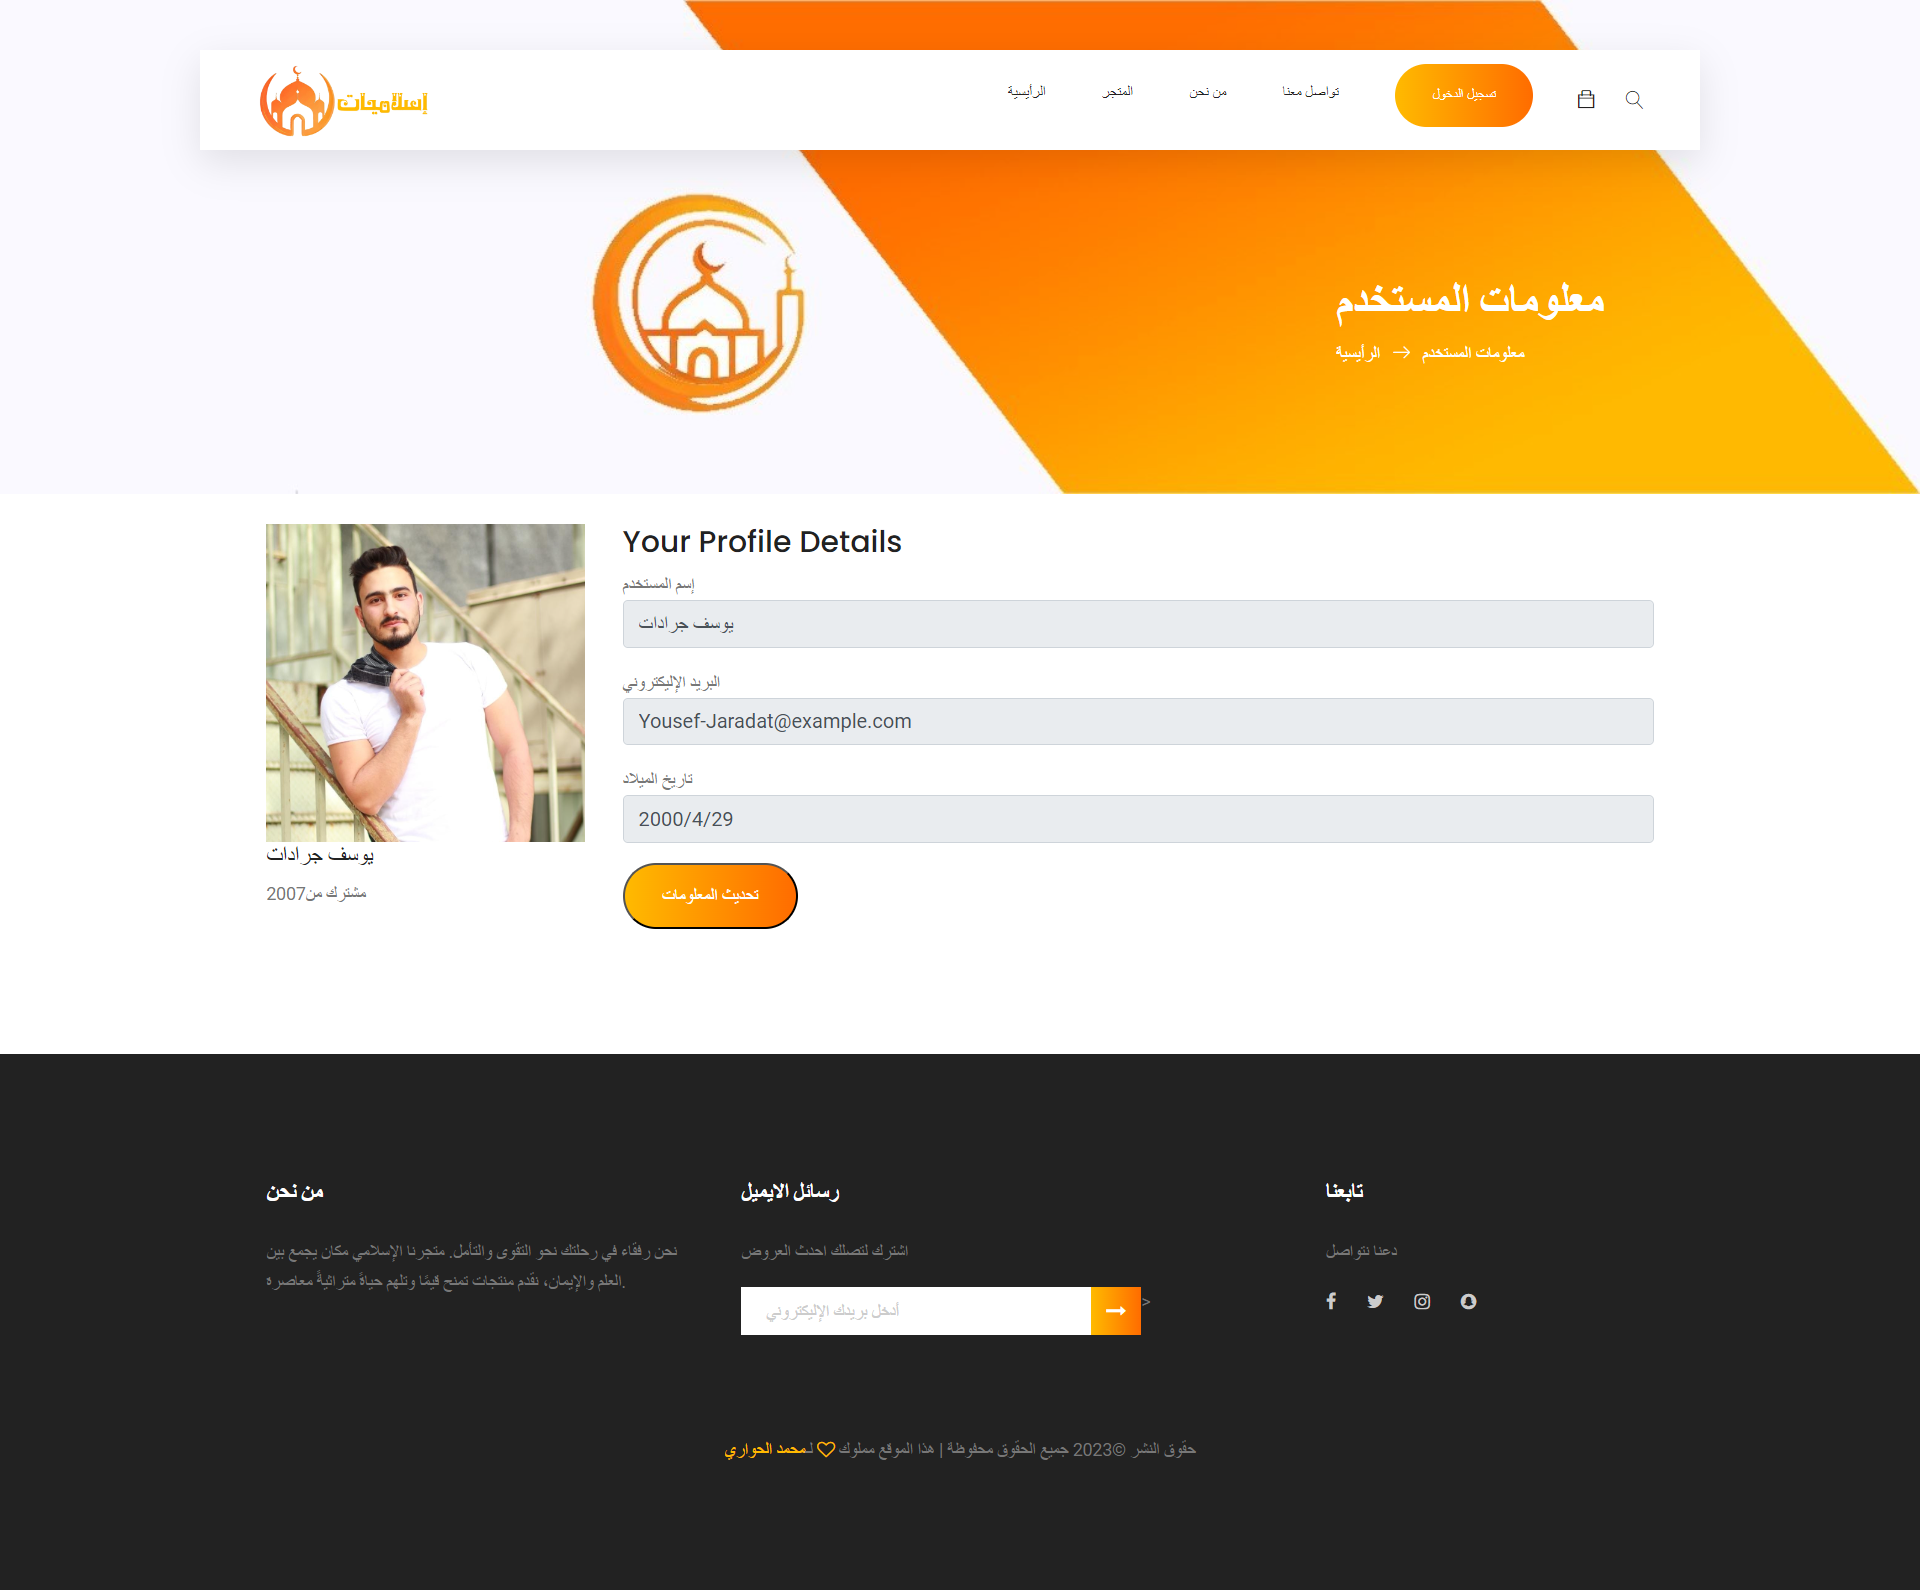 إسلاميات
الرأيسية
المتجر
من نحن
تواصل معنا
تسجيل الدخول
معلومات المستخدم
الرأيسية → معلومات المستخدم
Your Profile Details
إسم المستخدم
يوسف جرادات
البريد الإليكتروني
Yousef-Jaradat@example.com
تاريخ الميلاد
2000/4/29
تحديث المعلومات
يوسف جرادات
مشترك من2007
من نحن
نحن رفقاء في رحلتك نحو التقوى والتأمل. متجرنا الإسلامي مكان يجمع بين
العلم والإيمان، نقدم منتجات تمنح قيمًا وتلهم حياةً متراثيةً معاصرة.
رسائل الايميل
اشترك لتصلك احدث العروض
أدخل بريدك الإليكتروني
>
تابعنا
دعنا نتواصل
حقوق النشر ©2023 جميع الحقوق محفوظة | هذا الموقع مملوك ♡ لـمحمد الحواري